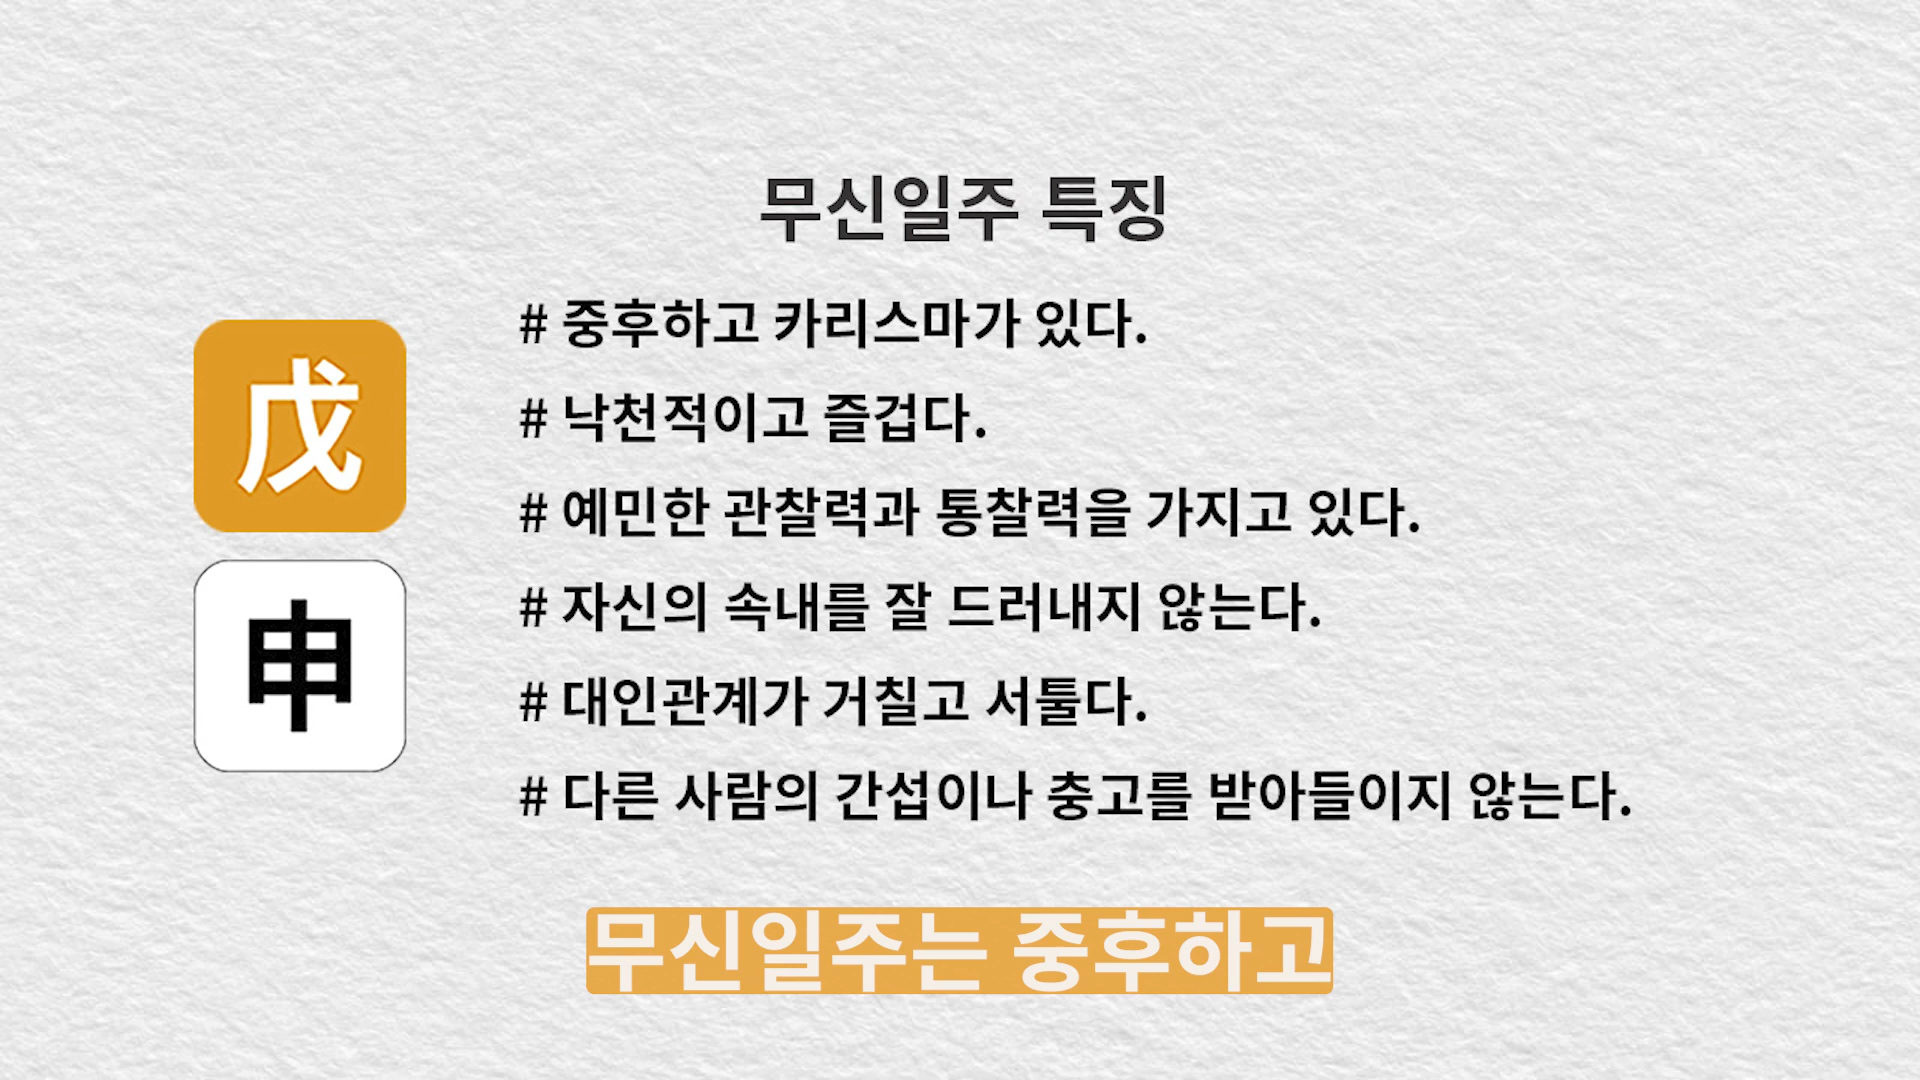 무신일주 특징
戊
申
# 중후하고 카리스마가 있다.
# 낙천적이고 즐겁다.
# 예민한 관찰력과 통찰력을 가지고 있다.
# 자신의 속내를 잘 드러내지 않는다.
# 대인관계가 거칠고 서툴다.
# 다른 사람의 간섭이나 충고를 받아들이지 않는다.
무신일주는 중후하고